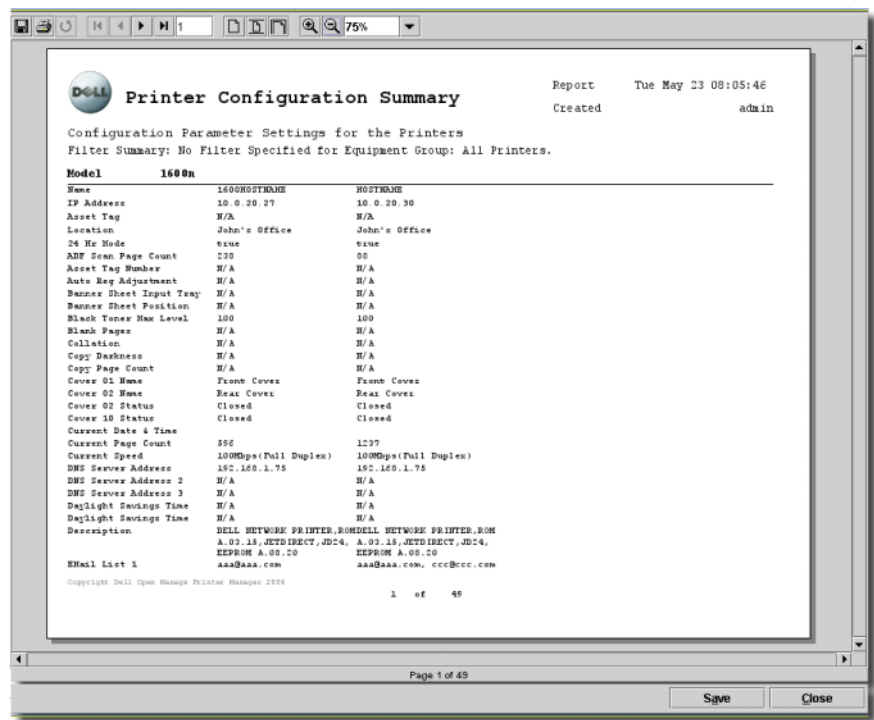 1
75%
DELL
Printer Configuration Summary
Report Tue May 23 08:05:46
Created admin
Configuration Parameter Settings for the Printers
Filter Summary: No Filter Specified for Equipment Group: All Printers.
Model 1600n
Name 1600HOSTNAME HOSTNAME
IP Address 10.0.20.27 10.0.20.30
Asset Tag N/A N/A
Location John's Office John's Office
24 Hr Mode true true
ADF Scan Page Count 230 80
Asset Tag Number N/A N/A
Auto Reg Adjustment N/A N/A
Banner Sheet Input Tray N/A N/A
Banner Sheet Position N/A N/A
Black Toner Max Level 100 100
Blank Pages N/A N/A
Collation N/A N/A
Copy Darkness N/A N/A
Copy Page Count N/A N/A
Cover 01 Name Front Cover Front Cover
Cover 02 Name Rear Cover Rear Cover
Cover 02 Status Closed Closed
Cover 10 Status Closed Closed
Current Date & Time
Current Page Count 596 1237
Current Speed 100Mbps(Full Duplex) 100Mbps(Full Duplex)
DNS Server Address 192.168.1.75 192.168.1.75
DNS Server Address 2 N/A N/A
DNS Server Address 3 N/A N/A
Daylight Savings Time N/A N/A
Daylight Savings Time N/A N/A
Description DELL NETWORK PRINTER,ROM DELL NETWORK PRINTER,ROM
A.03.15,JETDIRECT,JD24, A.03.15,JETDIRECT,JD24,
EEPROM A.08.20 EEPROM A.08.20
EMail List 1 aaa@aaa.com aaa@aaa.com, ccc@ccc.com
Copyright Dell Open Manage Printer Manager 2006
1 of 49
Page 1 of 49
Save Close